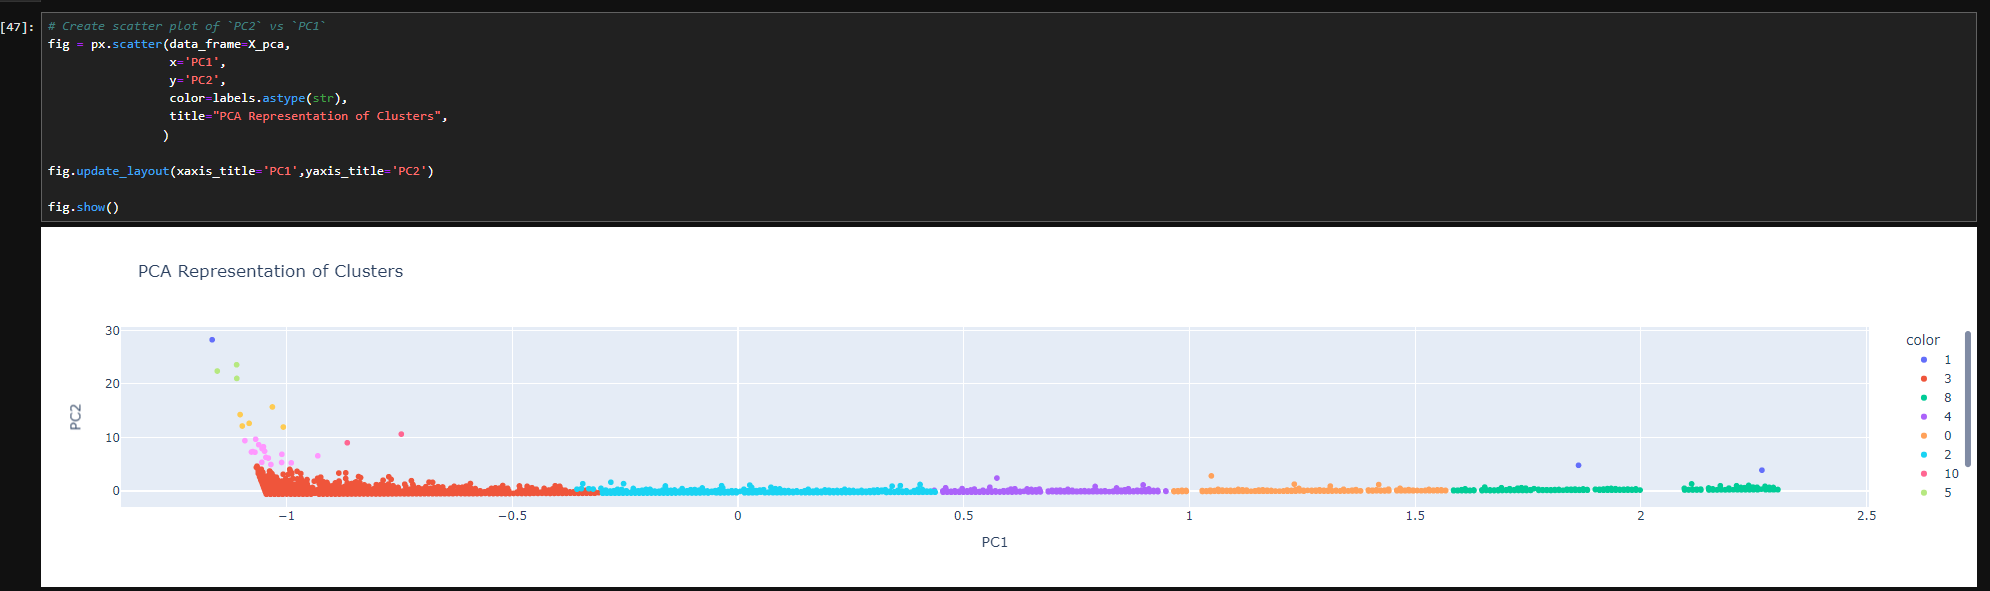 [47]:
# Create scatter plot of `PC2` vs `PC1`
fig = px.scatter(data_frame=X_pca,
x='PC1',
y='PC2',
color=labels.astype(str),
title="PCA Representation of Clusters",
)
fig.update_layout(xaxis_title='PC1',yaxis_title='PC2')
fig.show()
PCA Representation of Clusters
30
20
10
0
PC2
−1
−0.5
0
0.5
1
1.5
2
2.5
PC1
color
1
3
8
4
0
2
10
5